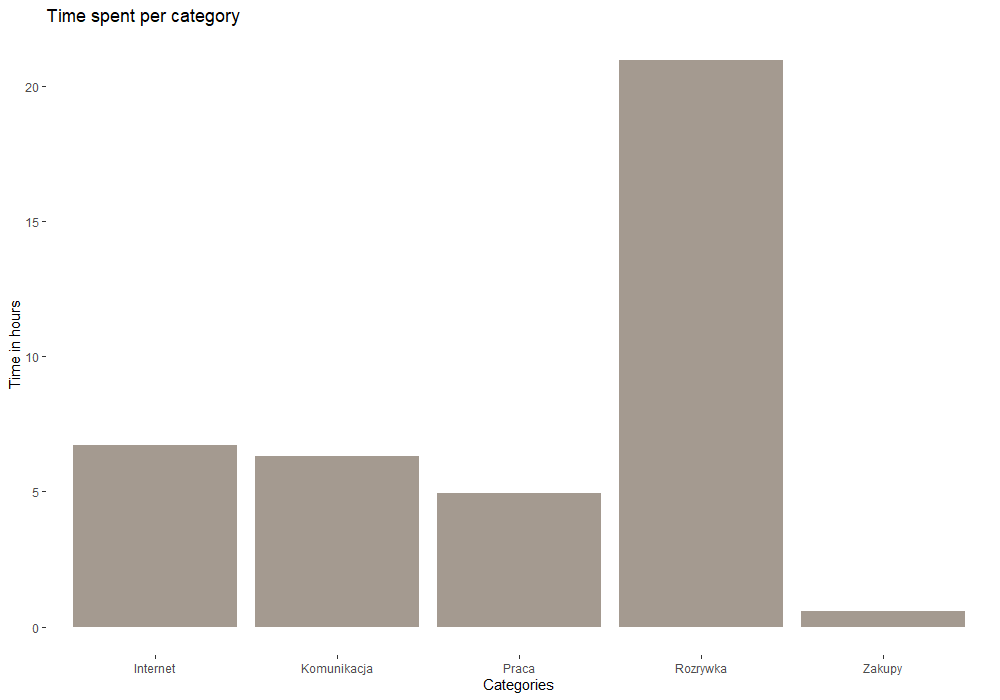 Time spent per category
Time in hours
20
15
10
5
0
Internet Komunikacja Praca Rozrywka Zakupy
Categories